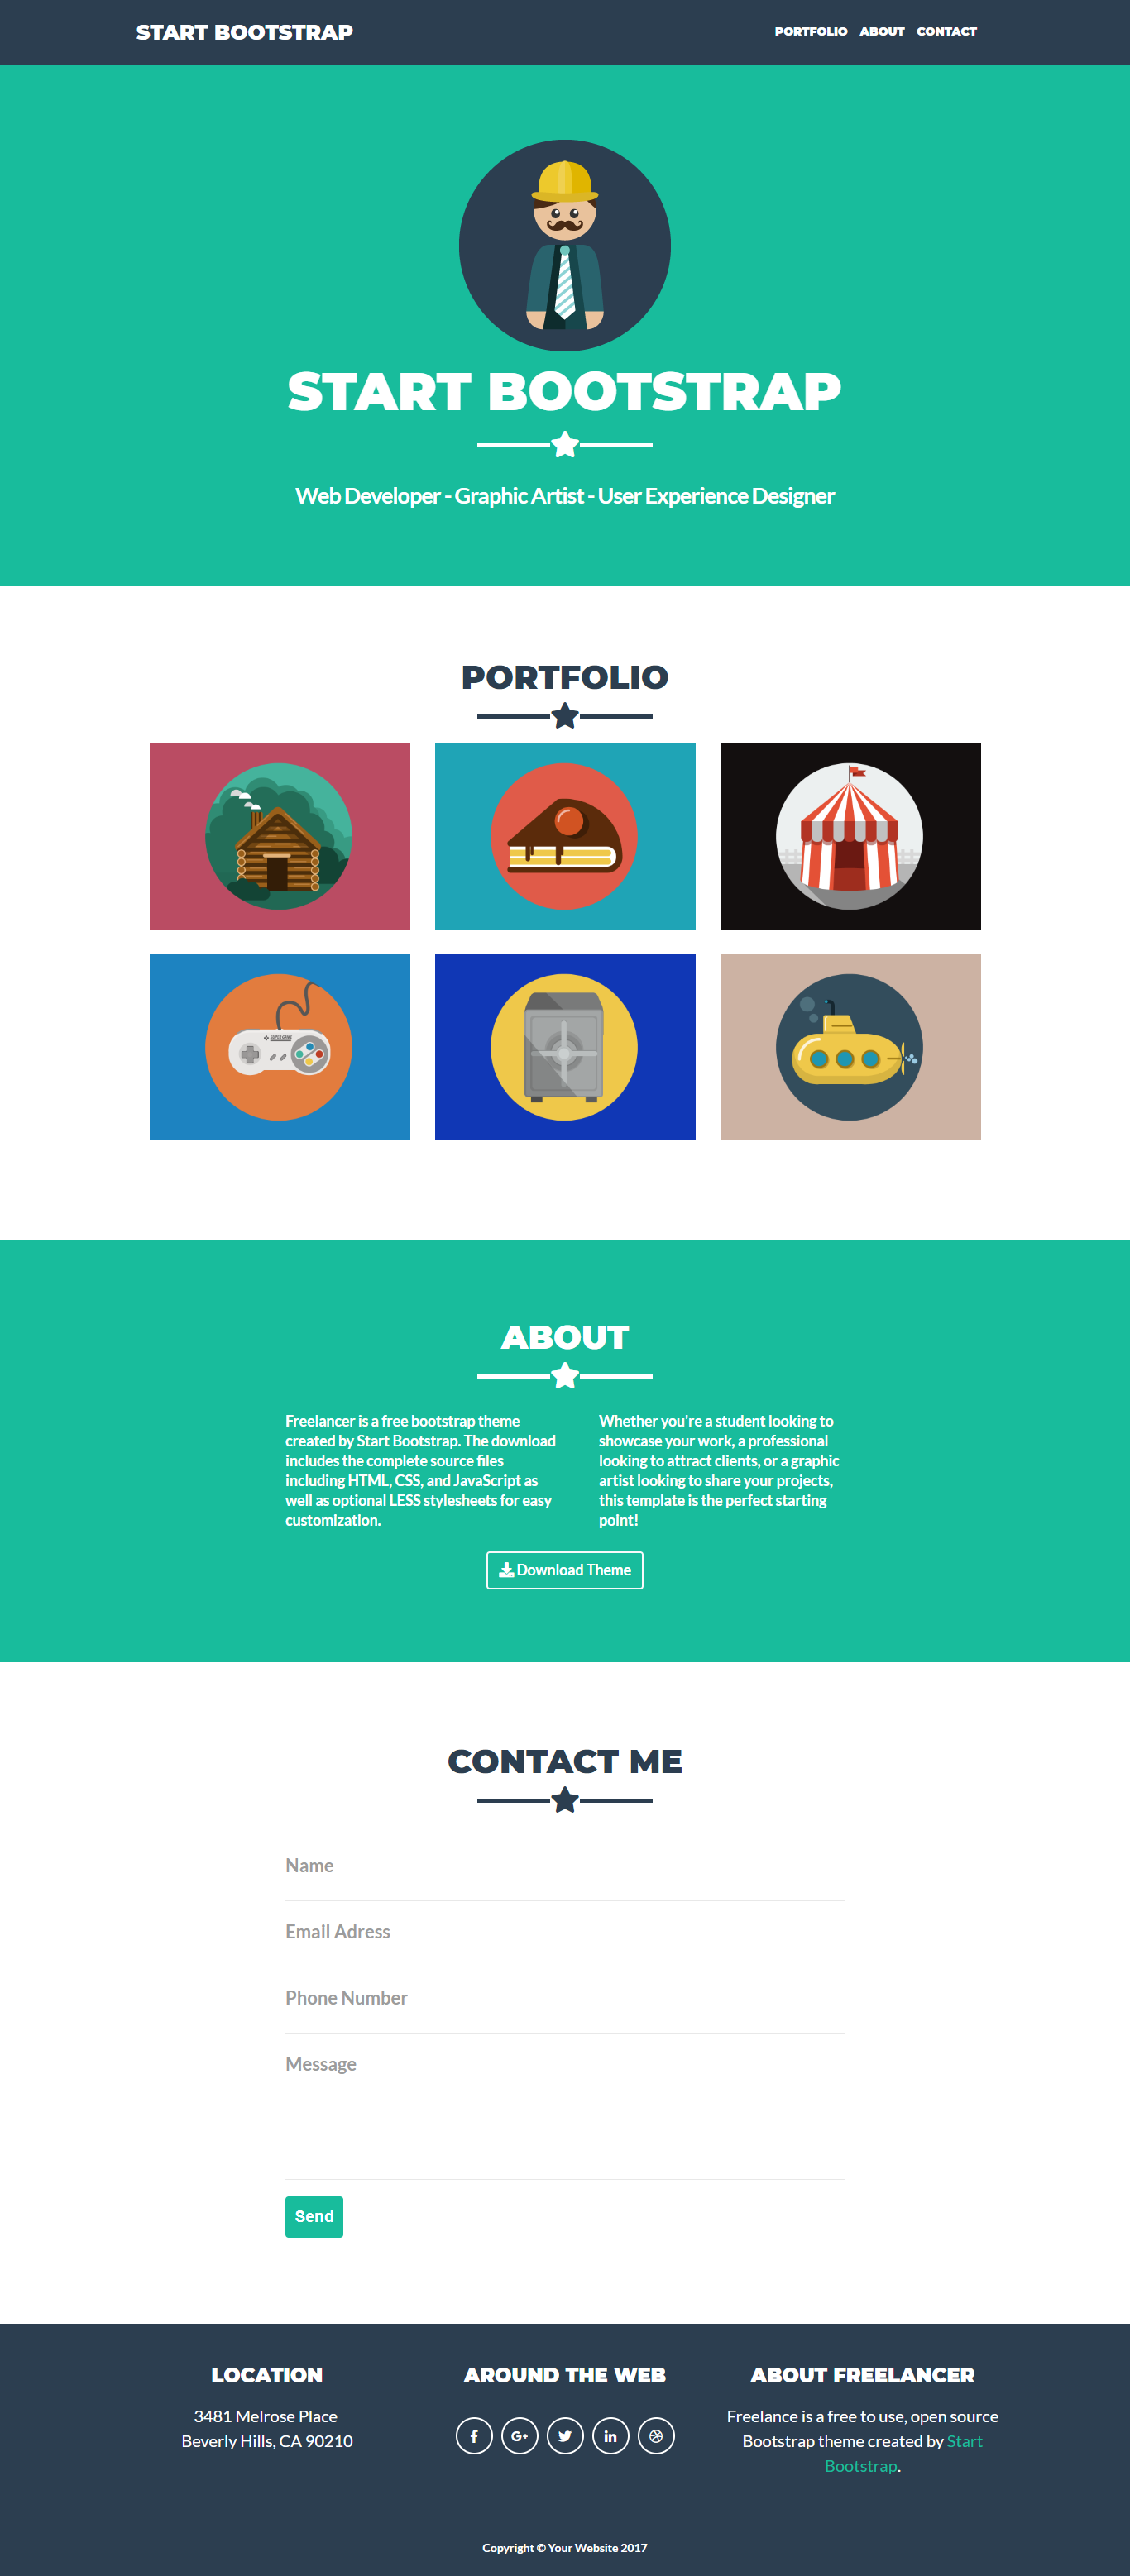 START BOOTSTRAP
PORTFOLIO ABOUT CONTACT
START BOOTSTRAP
Web Developer - Graphic Artist - User Experience Designer
PORTFOLIO
ABOUT
Freelancer is a free bootstrap theme
created by Start Bootstrap. The download
includes the complete source files
including HTML, CSS, and JavaScript as
well as optional LESS stylesheets for easy
customization.
Whether you're a student looking to
showcase your work, a professional
looking to attract clients, or a graphic
artist looking to share your projects,
this template is the perfect starting
point!
Download Theme
CONTACT ME
Name
Email Adress
Phone Number
Message
Send
LOCATION
3481 Melrose Place
Beverly Hills, CA 90210
AROUND THE WEB
ABOUT FREELANCER
Freelance is a free to use, open source
Bootstrap theme created by Start
Bootstrap.
Copyright © Your Website 2017